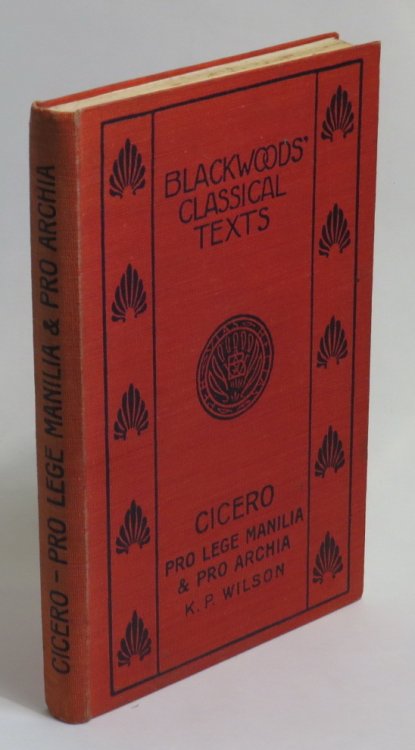 BLACKWOODS'
CLASSICAL
TEXTS
CICERO
PRO LEGE MANILIA
& PRO ARCHIA
K. P. WILSON
CICERO – PRO LEGE MANILIA & PRO ARCHIA